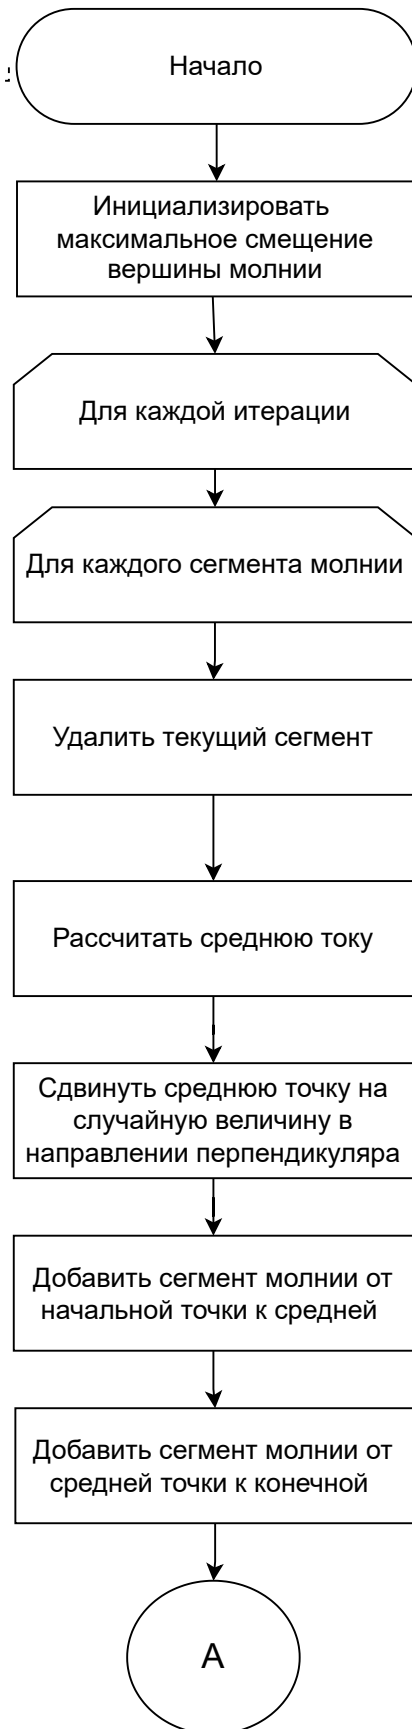 Начало
Инициализировать
максимальное смещение
вершины молнии
Для каждой итерации
Для каждого сегмента молнии
Удалить текущий сегмент
Рассчитать среднюю току
Сдвинуть среднюю точку на
случайную величину в
направлении перпендикуляра
Добавить сегмент молнии от
начальной точки к средней
Добавить сегмент молнии от
средней точки к конечной
А